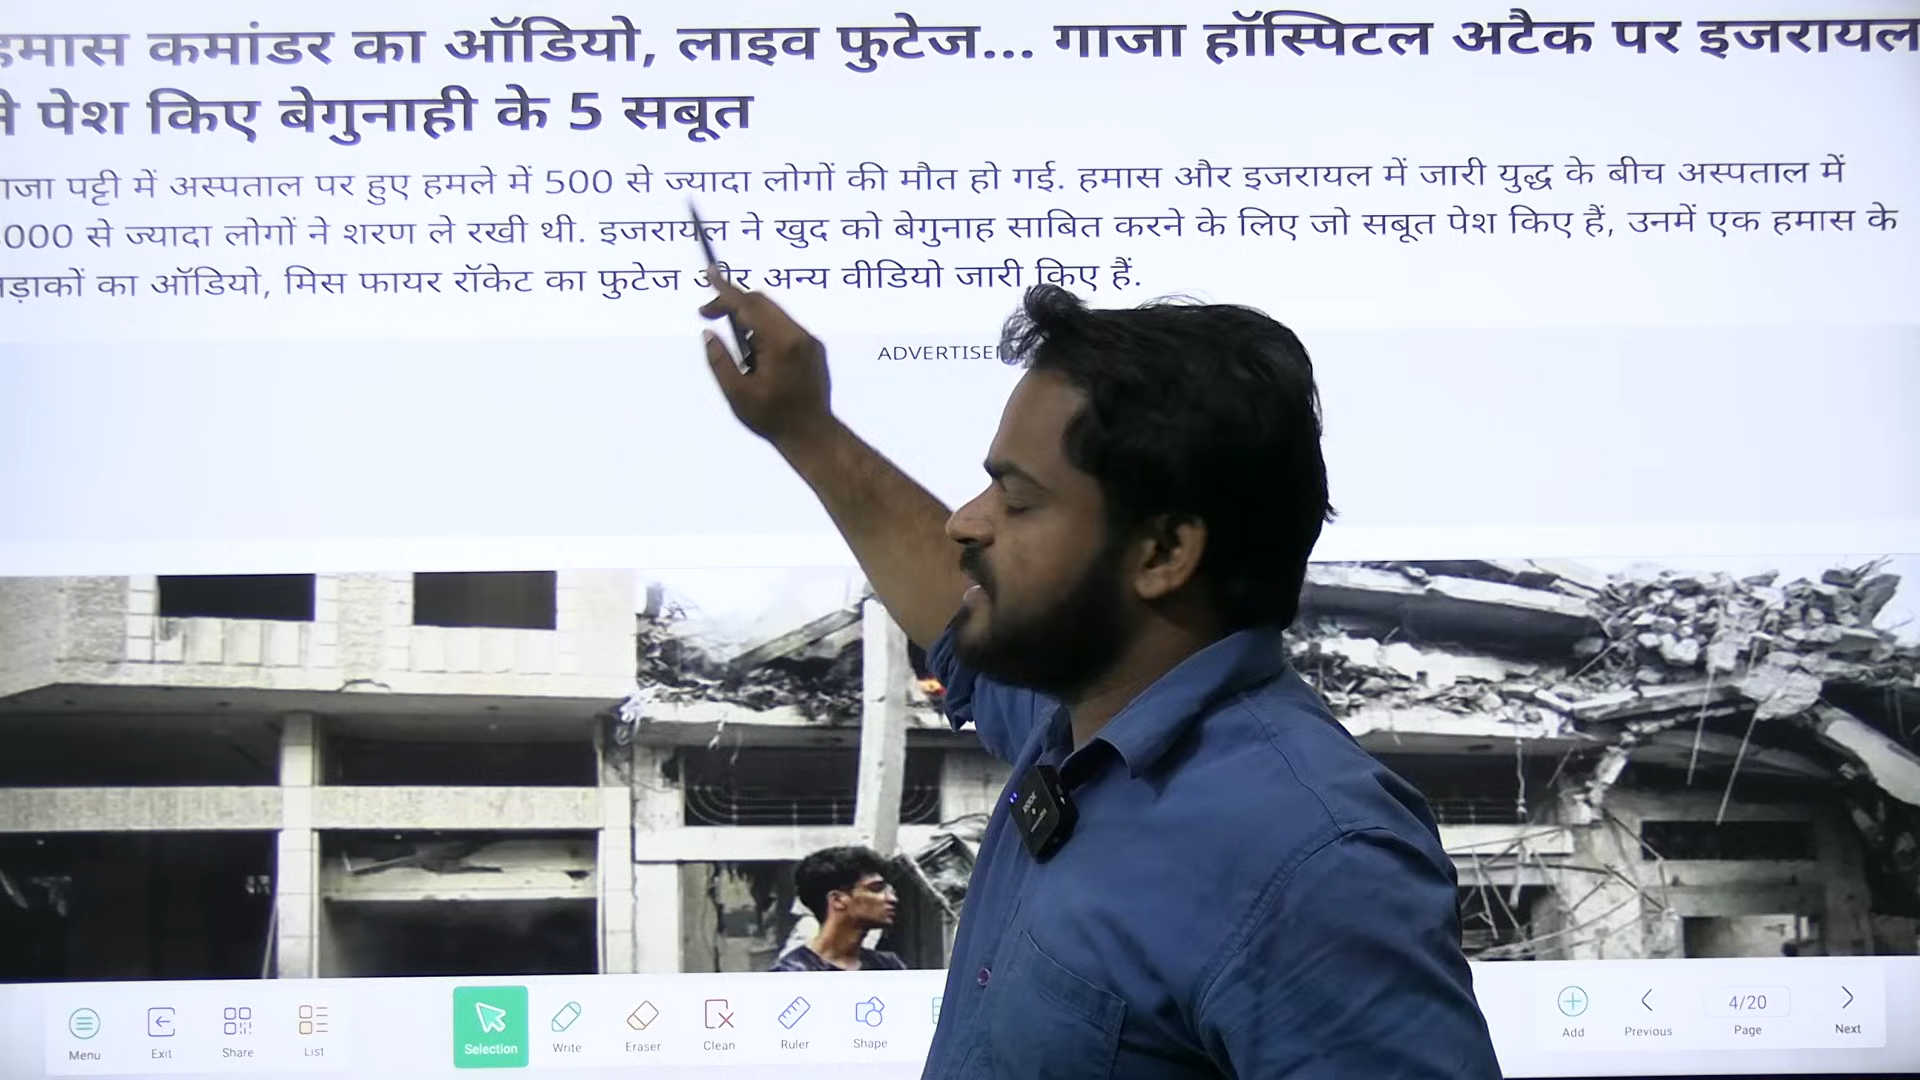 हमास कमांडर का ऑडियो, लाइव फुटेज... गाजा हॉस्पिटल अटैक पर इजरायल
ने पेश किए बेगुनाही के 5 सबूत
गाजा पट्टी में अस्पताल पर हुए हमले में 500 से ज्यादा लोगों की मौत हो गई. हमास और इजरायल में जारी युद्ध के बीच अस्पताल में
000 से ज्यादा लोगों ने शरण ले रखी थी. इजरायल ने खुद को बेगुनाह साबित करने के लिए जो सबूत पेश किए हैं, उनमें एक हमास के
लड़ाकों का ऑडियो, मिस फायर रॉकेट का फुटेज और अन्य वीडियो जारी किए हैं.
RODE
Menu Exit Share List Selection Write Eraser Clean Ruler Shape Add Previous 4/20 Page Next